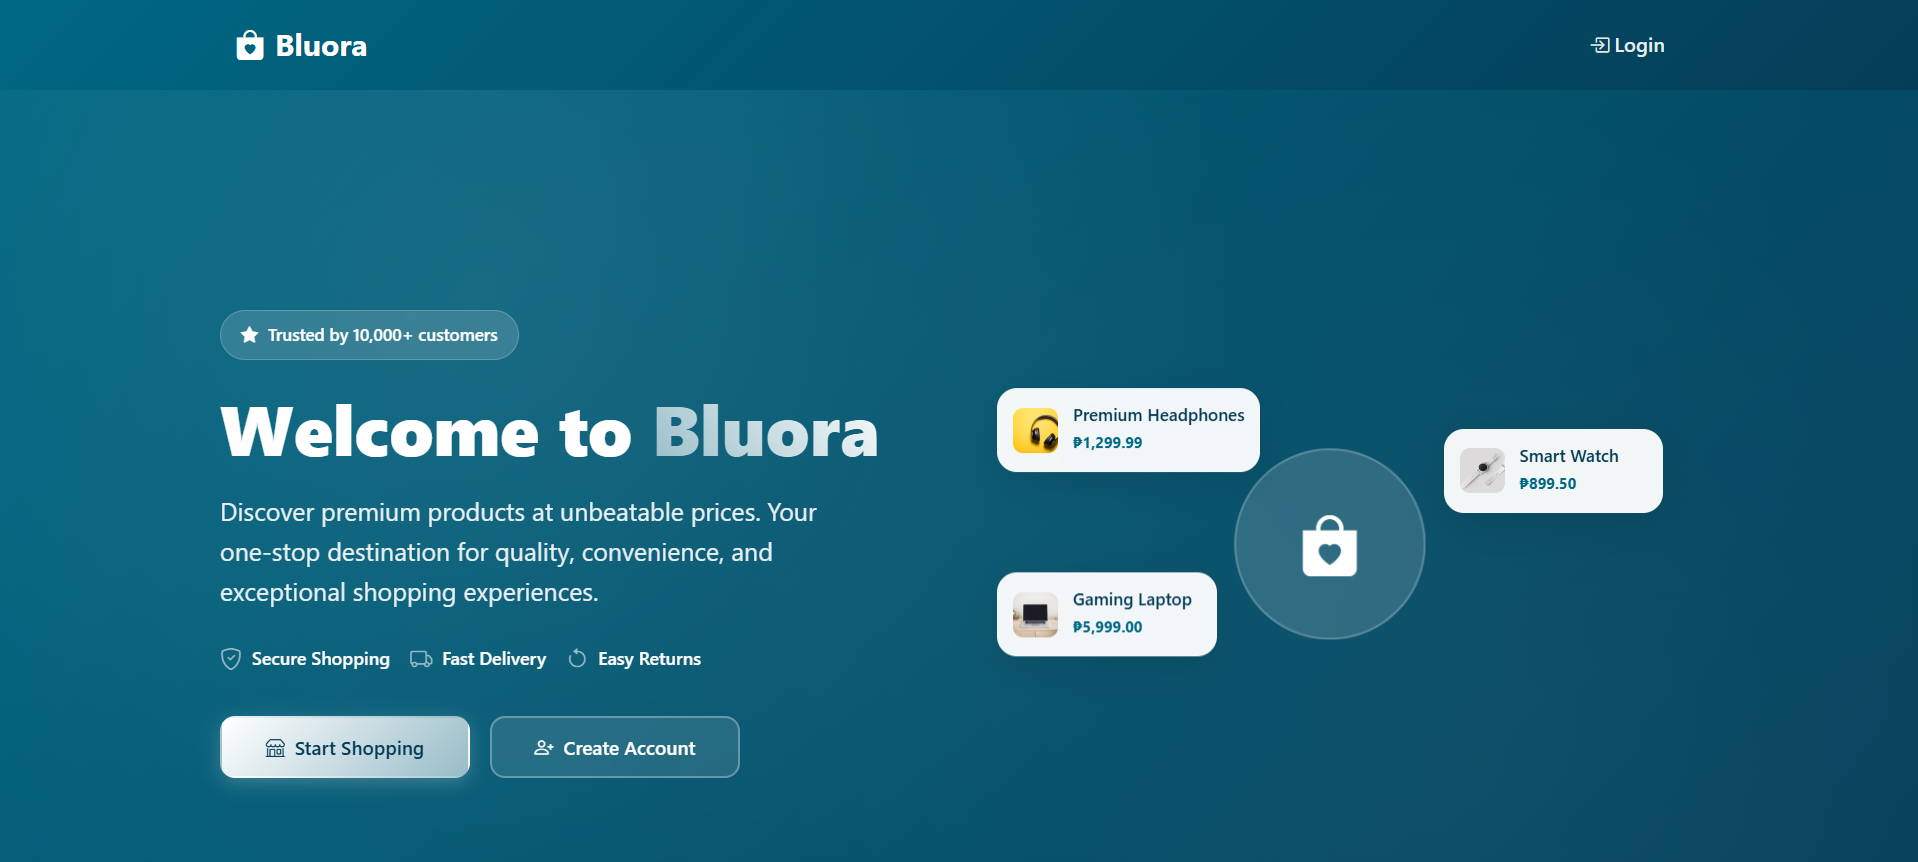 Bluora
Login
Trusted by 10,000+ customers
Welcome to Bluora
Discover premium products at unbeatable prices. Your
one-stop destination for quality, convenience, and
exceptional shopping experiences.
Secure Shopping
Fast Delivery
Easy Returns
Start Shopping
Create Account
Premium Headphones
₱1,299.99
Smart Watch
₱899.50
Gaming Laptop
₱5,999.00